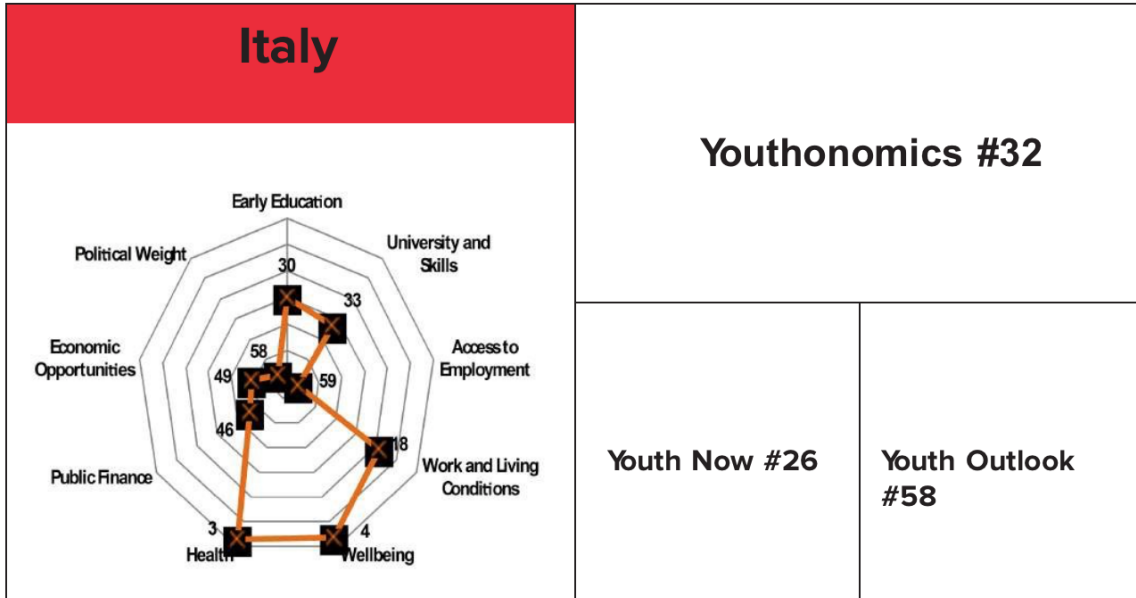 Italy
Youthonomics #32
Early Education
Political Weight
University and
Skills
30
33
Economic
Opportunities
58
49
Access to
Employment
59
46
18
Public Finance
Work and Living
Conditions
3
4
Health
Wellbeing
Youth Now #26
Youth Outlook
#58